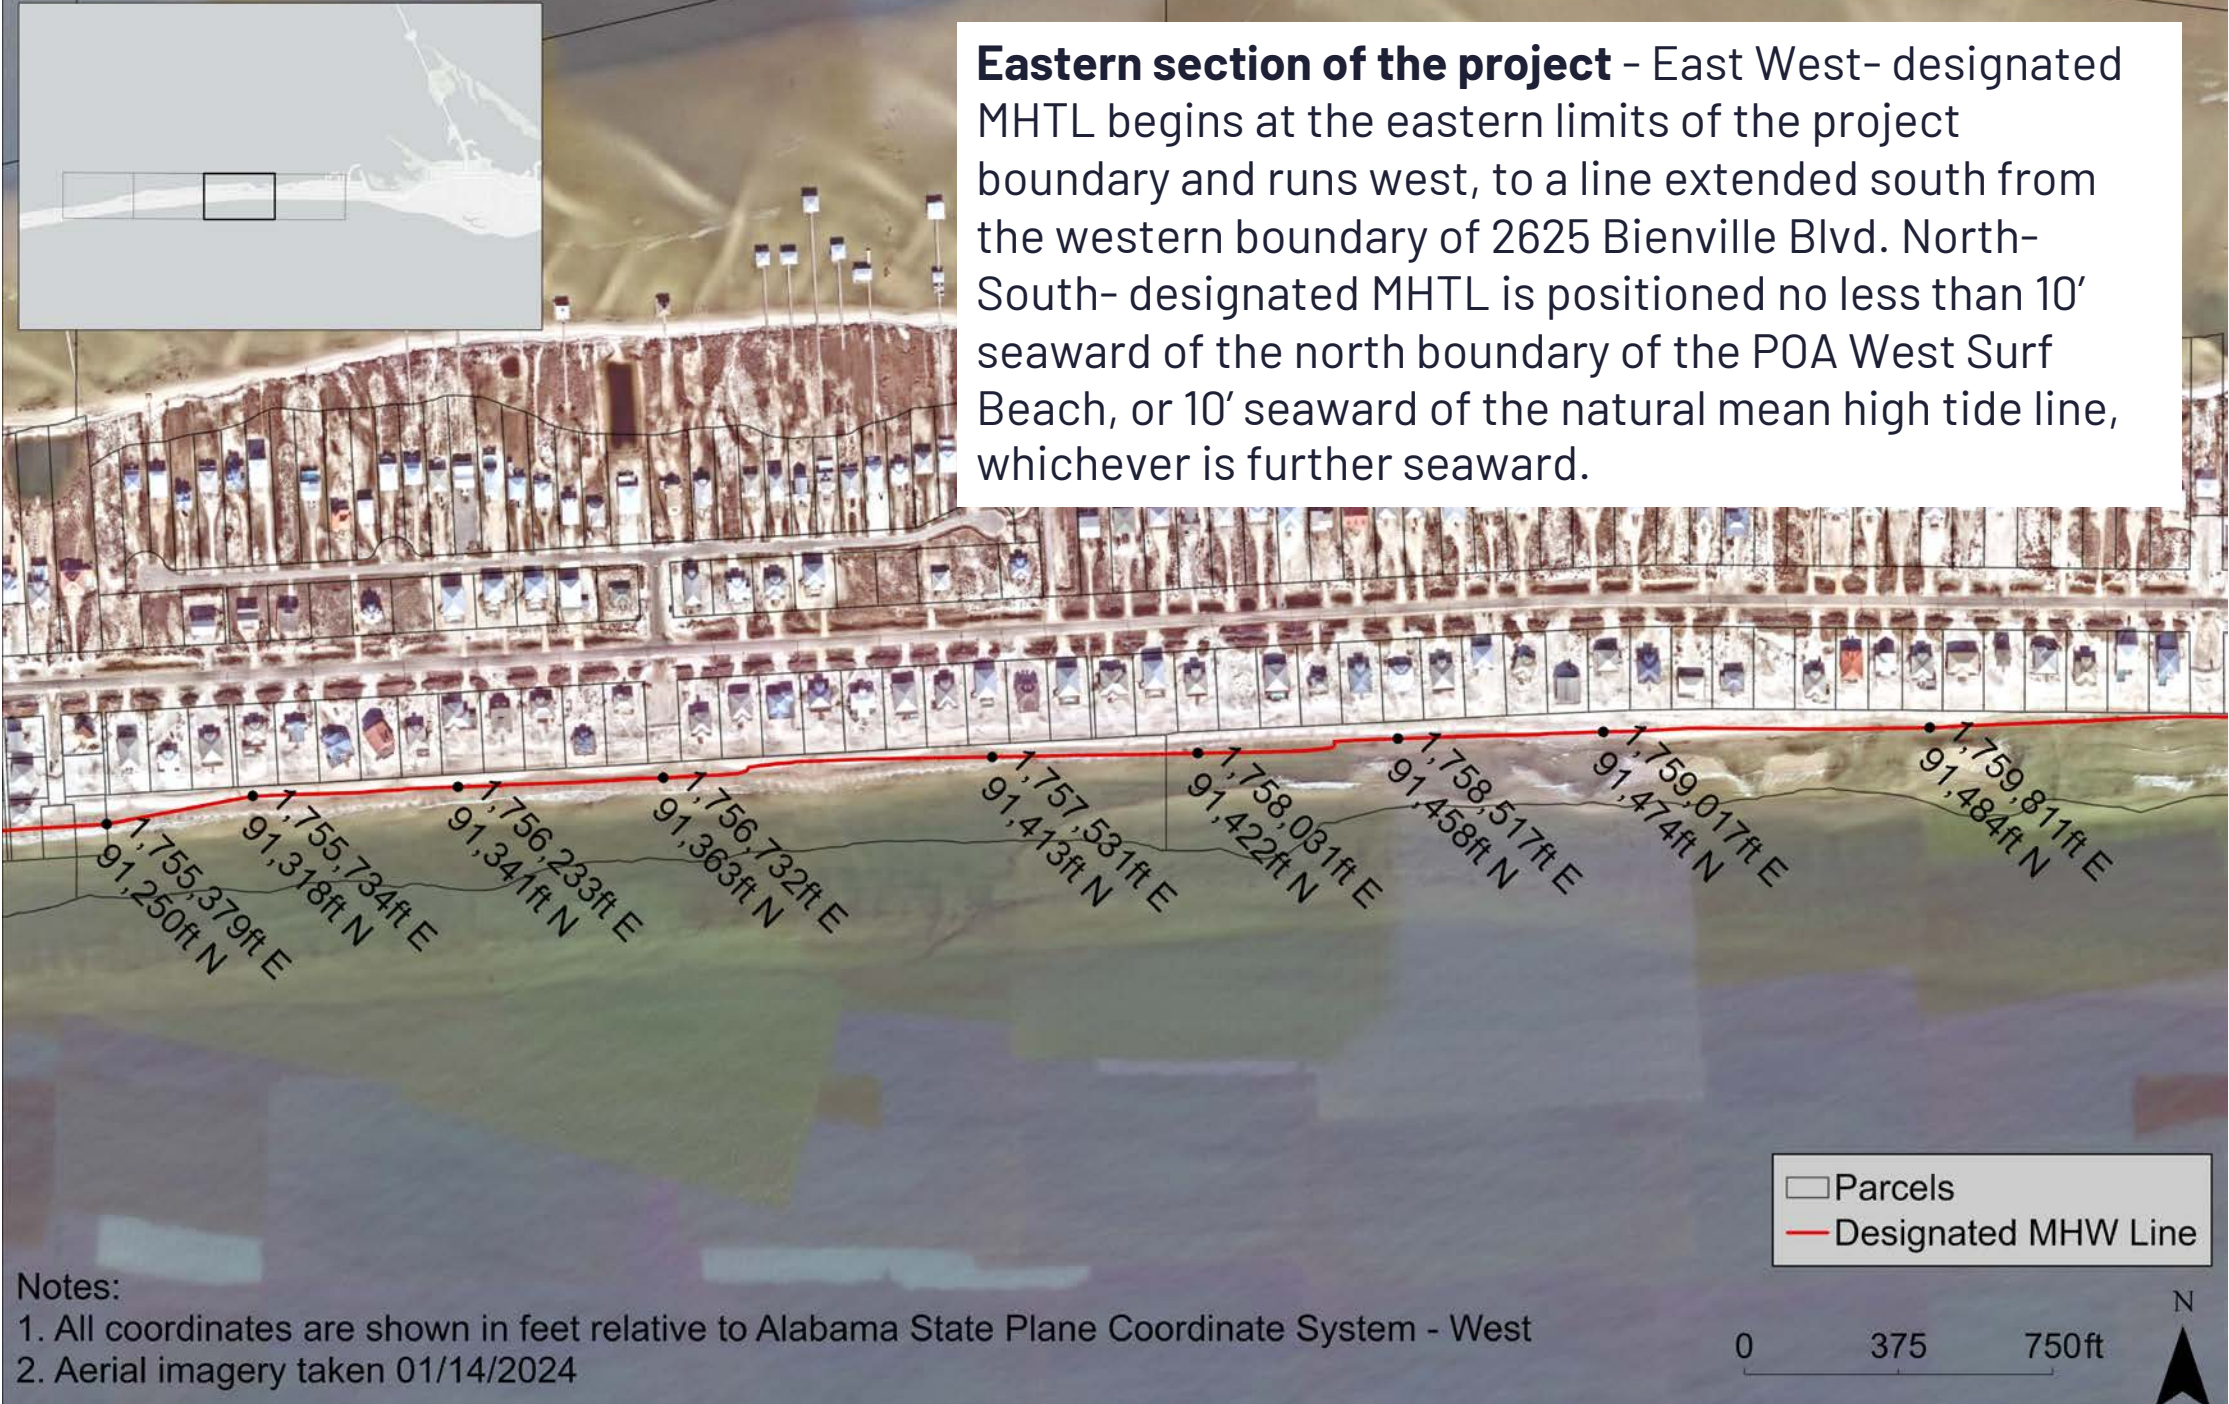 Eastern section of the project - East West- designated
MHTL begins at the eastern limits of the project
boundary and runs west, to a line extended south from
the western boundary of 2625 Bienville Blvd. North-
South- designated MHTL is positioned no less than 10′
seaward of the north boundary of the POA West Surf
Beach, or 10′ seaward of the natural mean high tide line,
whichever is further seaward.
1,755,379ft E
91,250ft N
1,755,734ft E
91,318ft N
1,756,233ft E
91,341ft N
1,756,732ft E
91,363ft N
1,757,531ft E
91,413ft N
1,758,031ft E
91,422ft N
1,758,517ft E
91,458ft N
1,759,017ft E
91,474ft N
1,759,811ft E
91,484ft N
Parcels
Designated MHW Line
Notes:
1. All coordinates are shown in feet relative to Alabama State Plane Coordinate System - West
2. Aerial imagery taken 01/14/2024
0 375 750ft
N